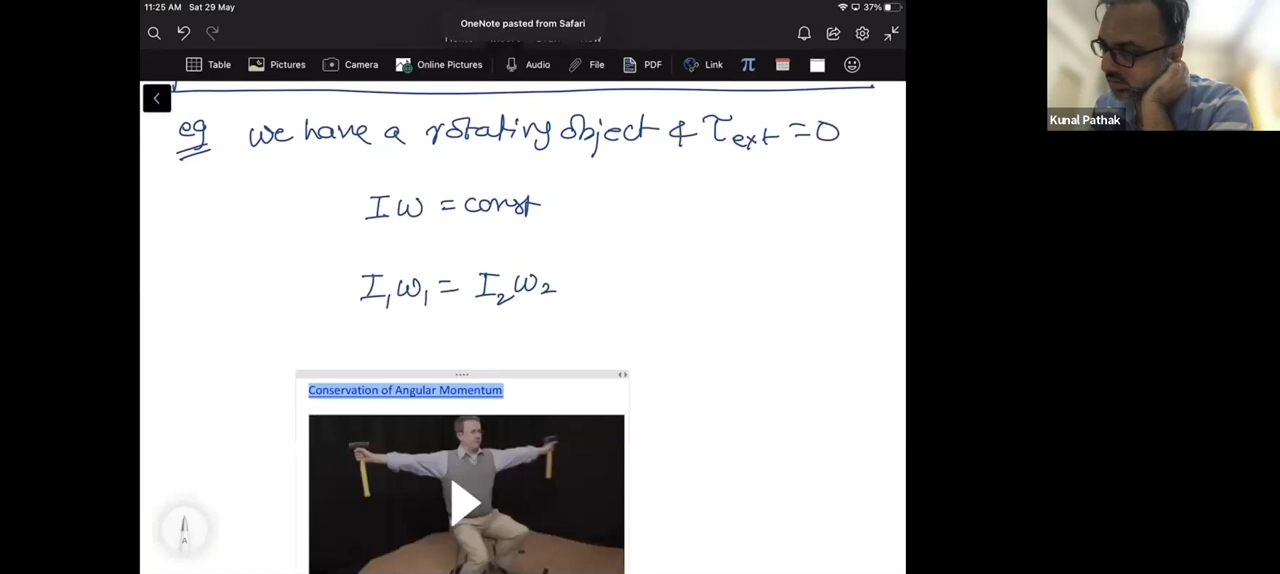 11:25 AM Sat 29 May
OneNote pasted from Safari
37%
Table Pictures Camera Online Pictures Audio File PDF Link
Kunal Pathak
eg we have a rotating object & τext = 0
Iω = const
I₁ω₁ = I₂ω₂
Conservation of Angular Momentum
A